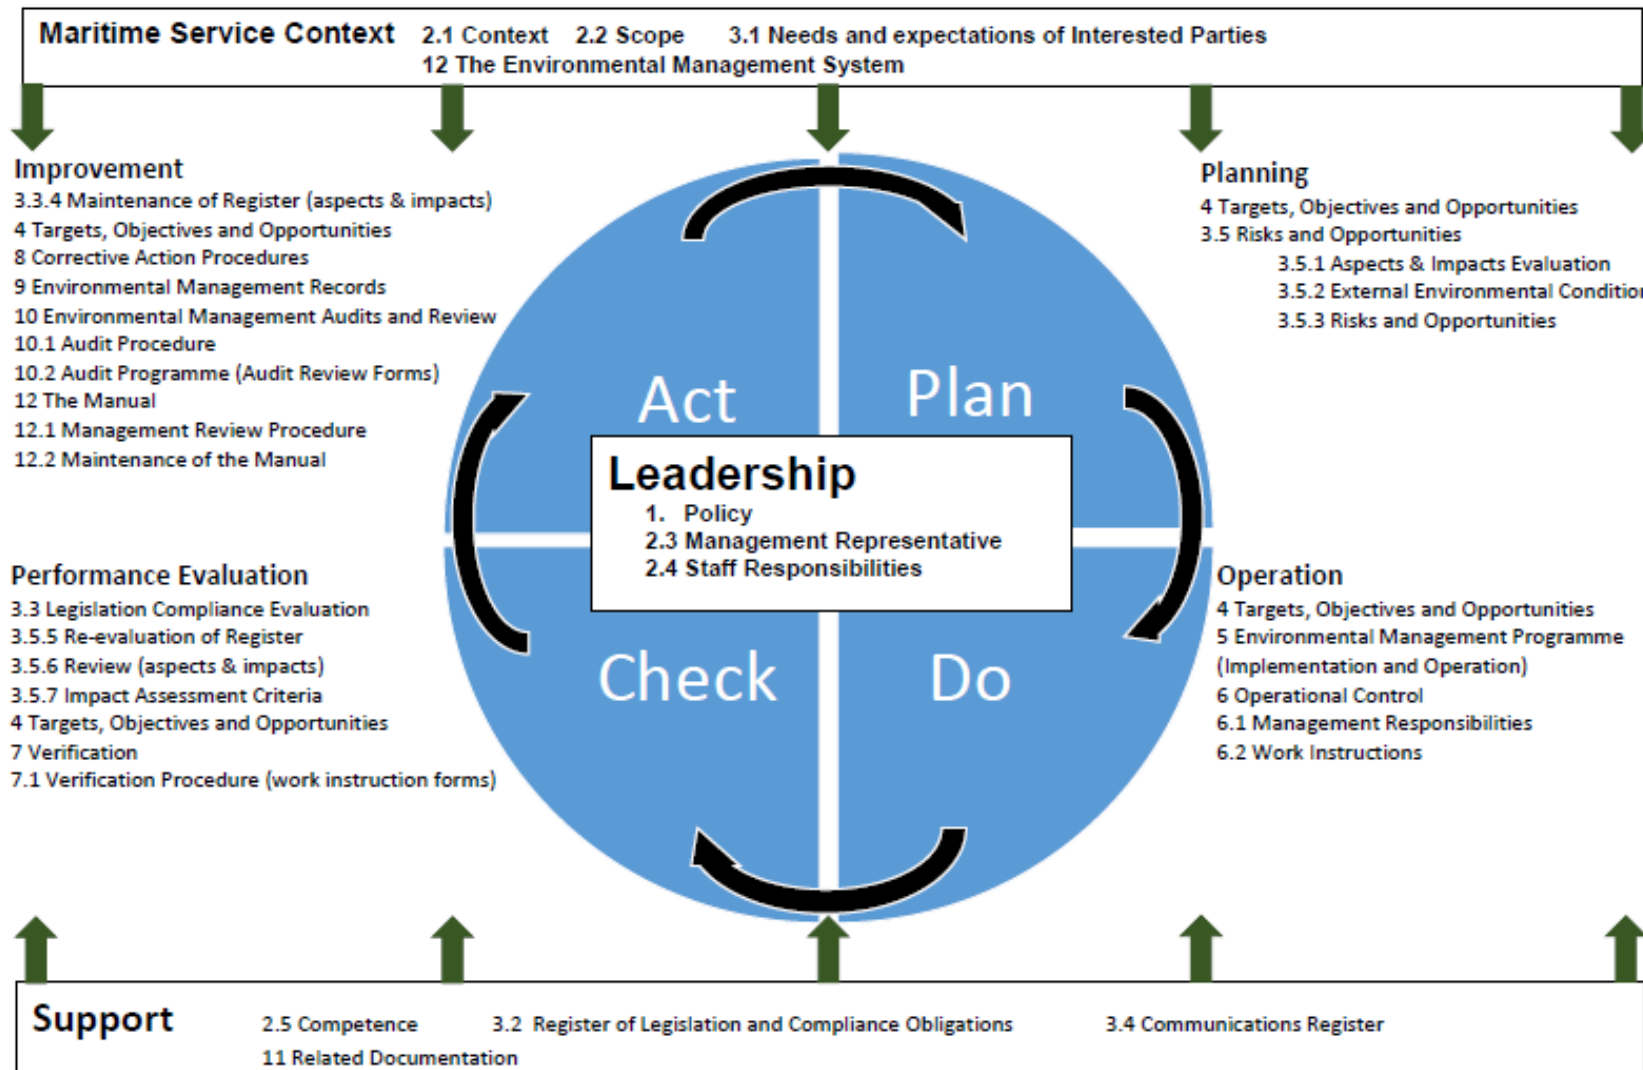 Maritime Service Context 2.1 Context 2.2 Scope 3.1 Needs and expectations of Interested Parties
12 The Environmental Management System
Improvement
3.3.4 Maintenance of Register (aspects & impacts)
4 Targets, Objectives and Opportunities
8 Corrective Action Procedures
9 Environmental Management Records
10 Environmental Management Audits and Review
10.1 Audit Procedure
10.2 Audit Programme (Audit Review Forms)
12 The Manual
12.1 Management Review Procedure
12.2 Maintenance of the Manual
Planning
4 Targets, Objectives and Opportunities
3.5 Risks and Opportunities
3.5.1 Aspects & Impacts Evaluation
3.5.2 External Environmental Condition
3.5.3 Risks and Opportunities
Act
Plan
Leadership
1. Policy
2.3 Management Representative
2.4 Staff Responsibilities
Check
Do
Performance Evaluation
3.3 Legislation Compliance Evaluation
3.5.5 Re-evaluation of Register
3.5.6 Review (aspects & impacts)
3.5.7 Impact Assessment Criteria
4 Targets, Objectives and Opportunities
7 Verification
7.1 Verification Procedure (work instruction forms)
Operation
4 Targets, Objectives and Opportunities
5 Environmental Management Programme
(Implementation and Operation)
6 Operational Control
6.1 Management Responsibilities
6.2 Work Instructions
Support 2.5 Competence 3.2 Register of Legislation and Compliance Obligations 3.4 Communications Register
11 Related Documentation